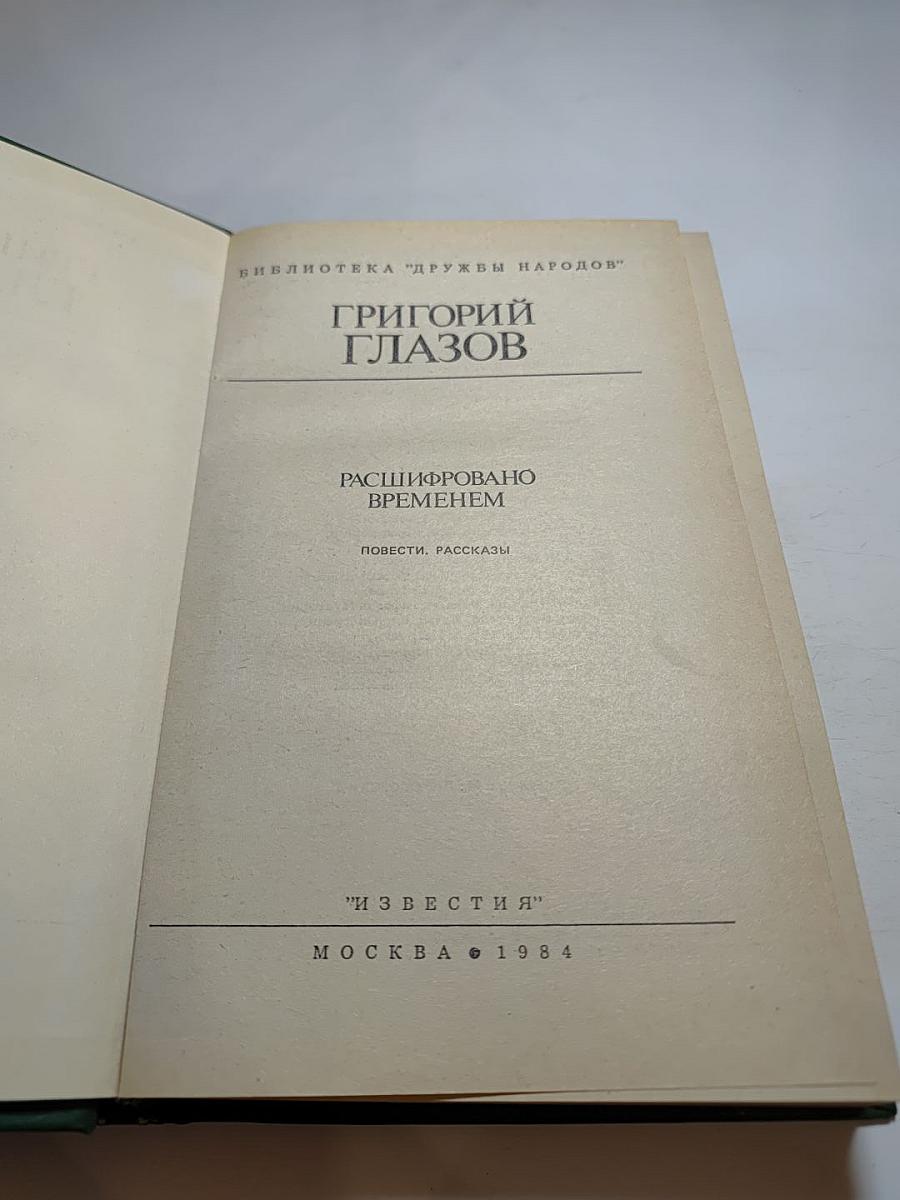 БИБЛИОТЕКА "ДРУЖБЫ НАРОДОВ"
ГРИГОРИЙ
ГЛАЗОВ
РАСШИФРОВАНО
ВРЕМЕНЕМ
ПОВЕСТИ. РАССКАЗЫ
"ИЗВЕСТИЯ"
МОСКВА • 1984